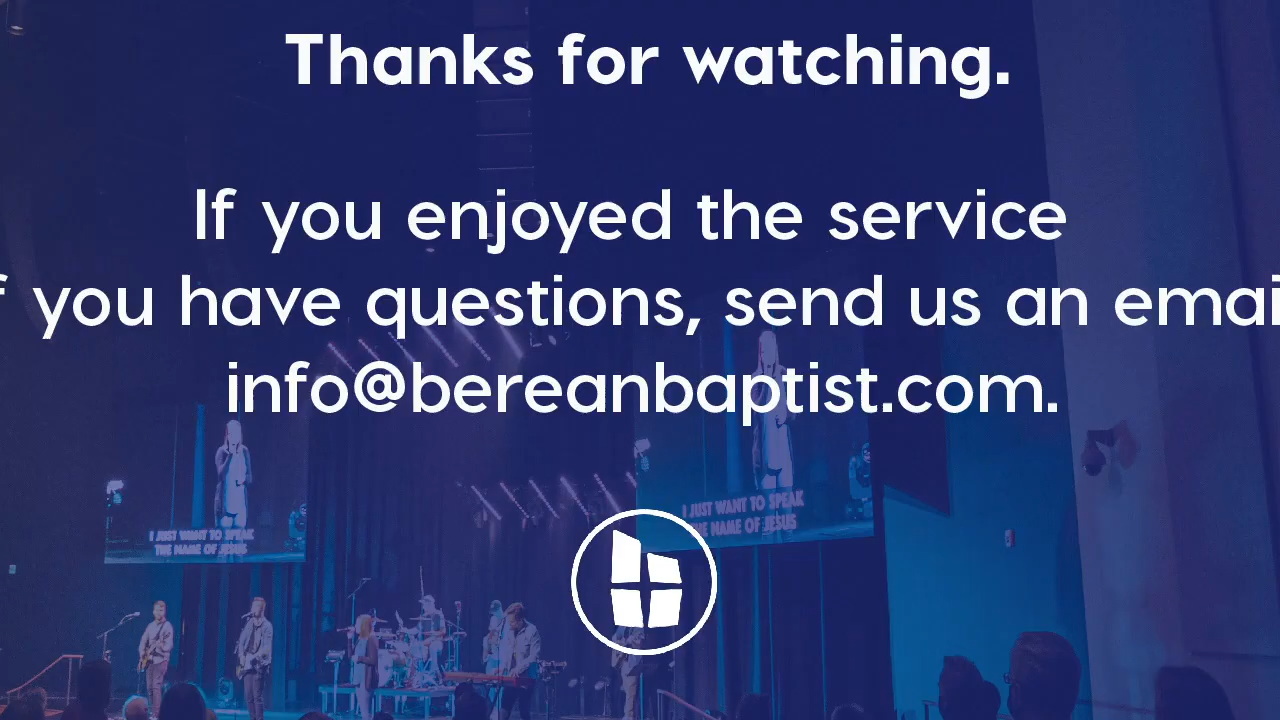 Thanks for watching.
If you enjoyed the service
f you have questions, send us an emai
info@bereanbaptist.com.
I JUST WANT TO SPEAK
THE NAME OF JESUS
I JUST WANT TO SPEAK
THE NAME OF JESUS